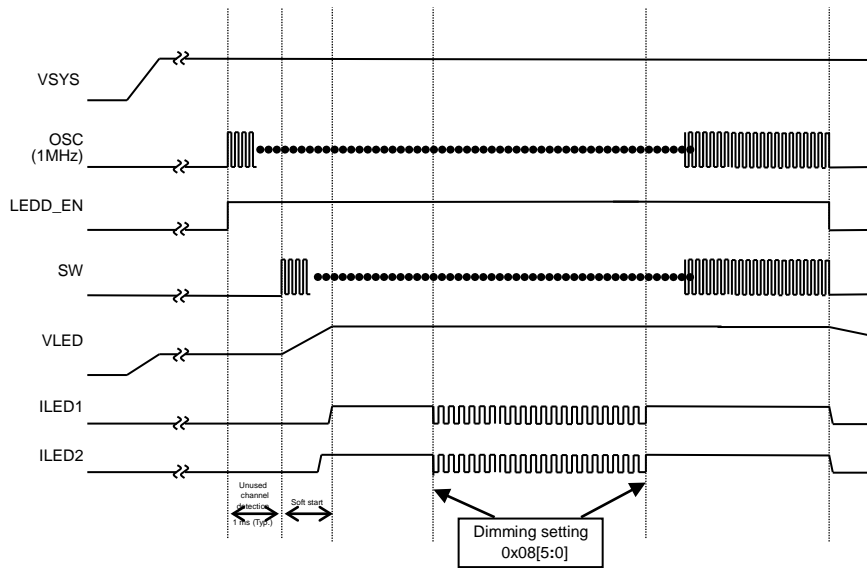 VSYS
OSC
(1MHz)
LEDD_EN
SW
VLED
ILED1
ILED2
Unused
channel
detection
1 ms (Typ.)
Soft start
Dimming setting
0x08[5:0]